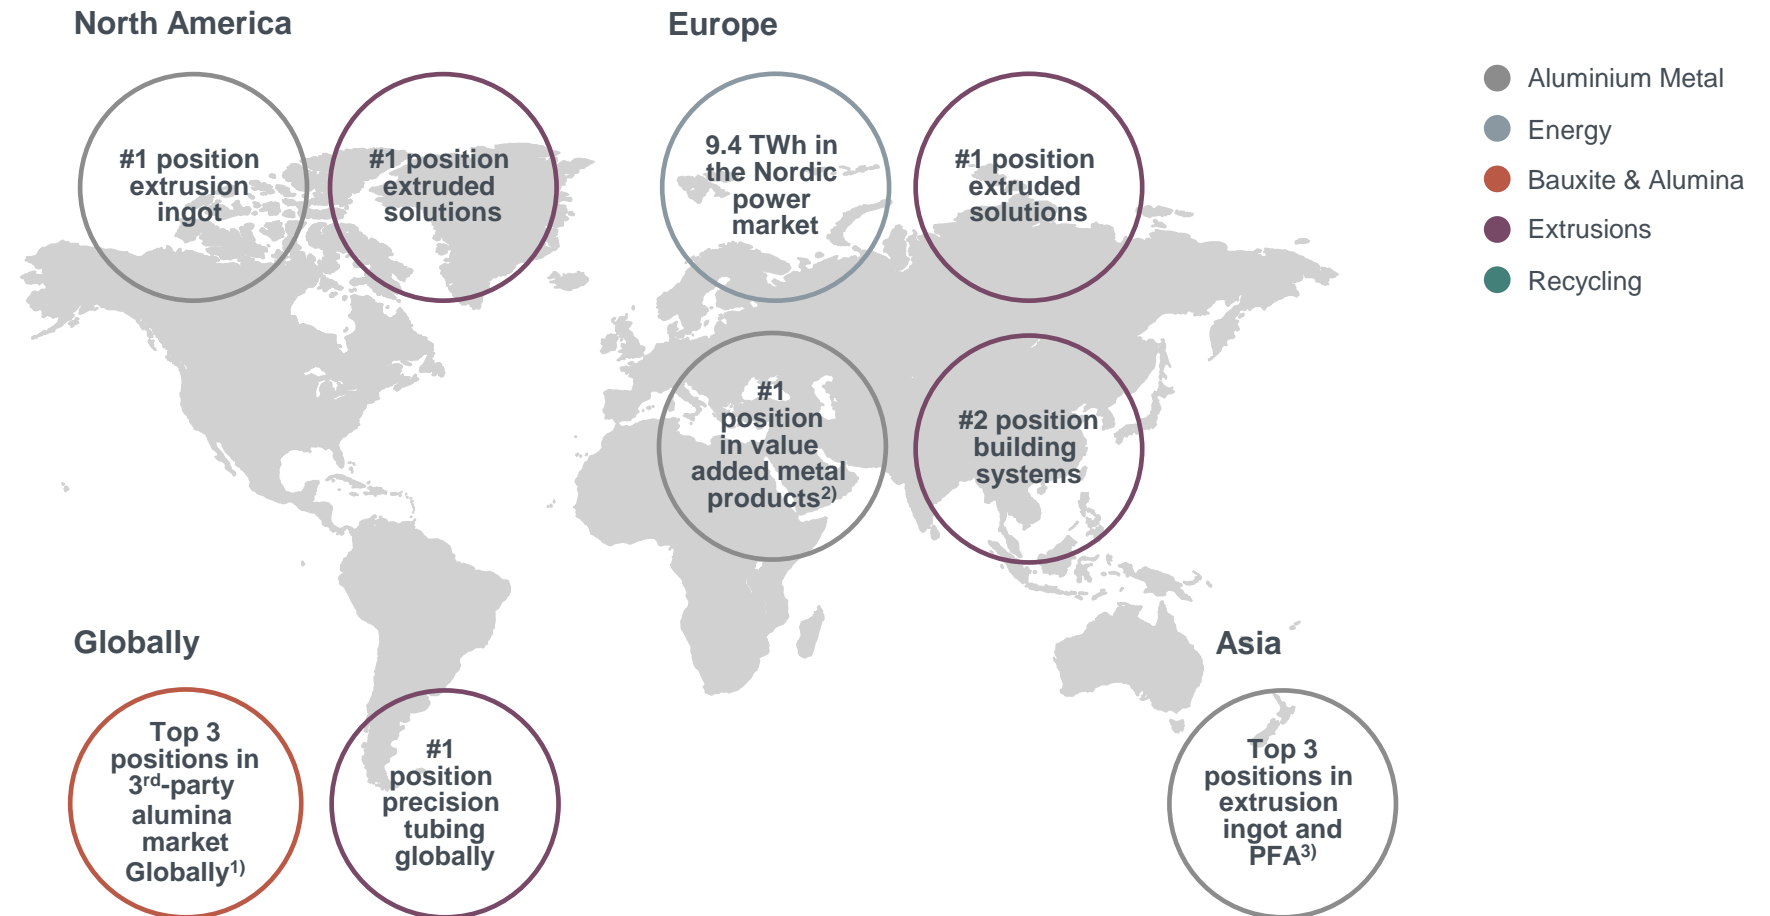 North America
#1 position
extrusion
ingot
#1 position
extruded
solutions
Europe
9.4 TWh in
the Nordic
power
market
#1 position
extruded
solutions
#1
position
in value
added metal
products2)
#2 position
building
systems
Aluminium Metal
Energy
Bauxite & Alumina
Extrusions
Recycling
Globally
Top 3
positions in
3rd-party
alumina
market
Globally1)
#1
position
precision
tubing
globally
Asia
Top 3
positions in
extrusion
ingot and
PFA3)